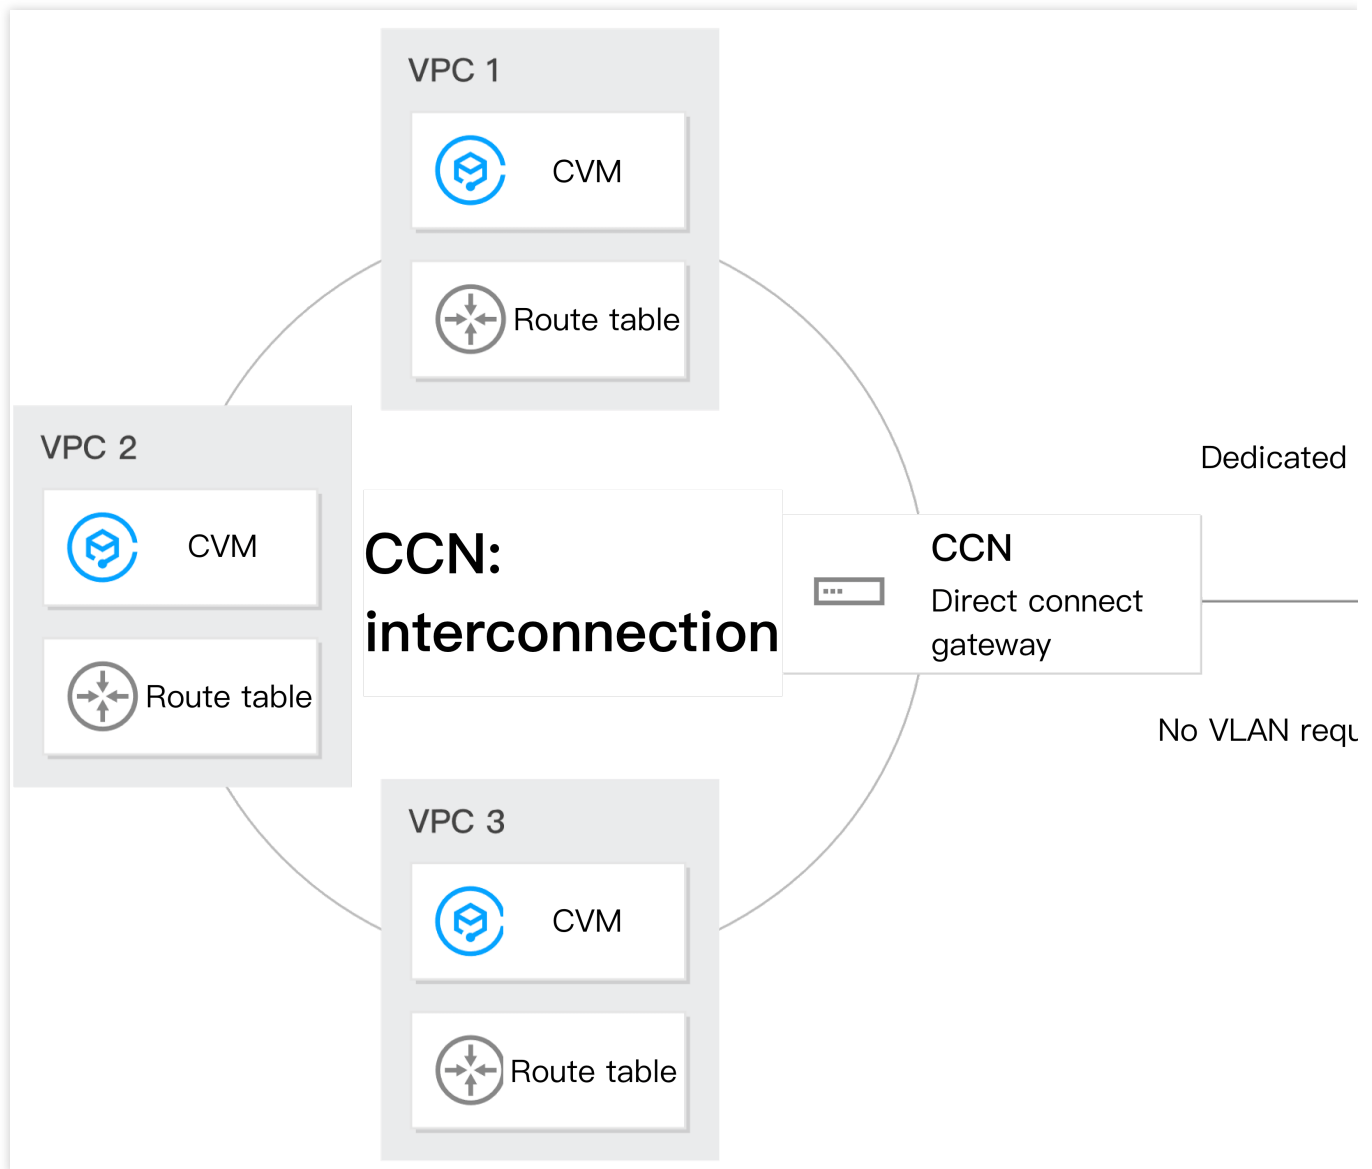 VPC 1
CVM
Route table
VPC 2
CVM
Route table
CCN:
interconnection
CCN
Direct connect
gateway
Dedicated
No VLAN
VPC 3
CVM
Route table